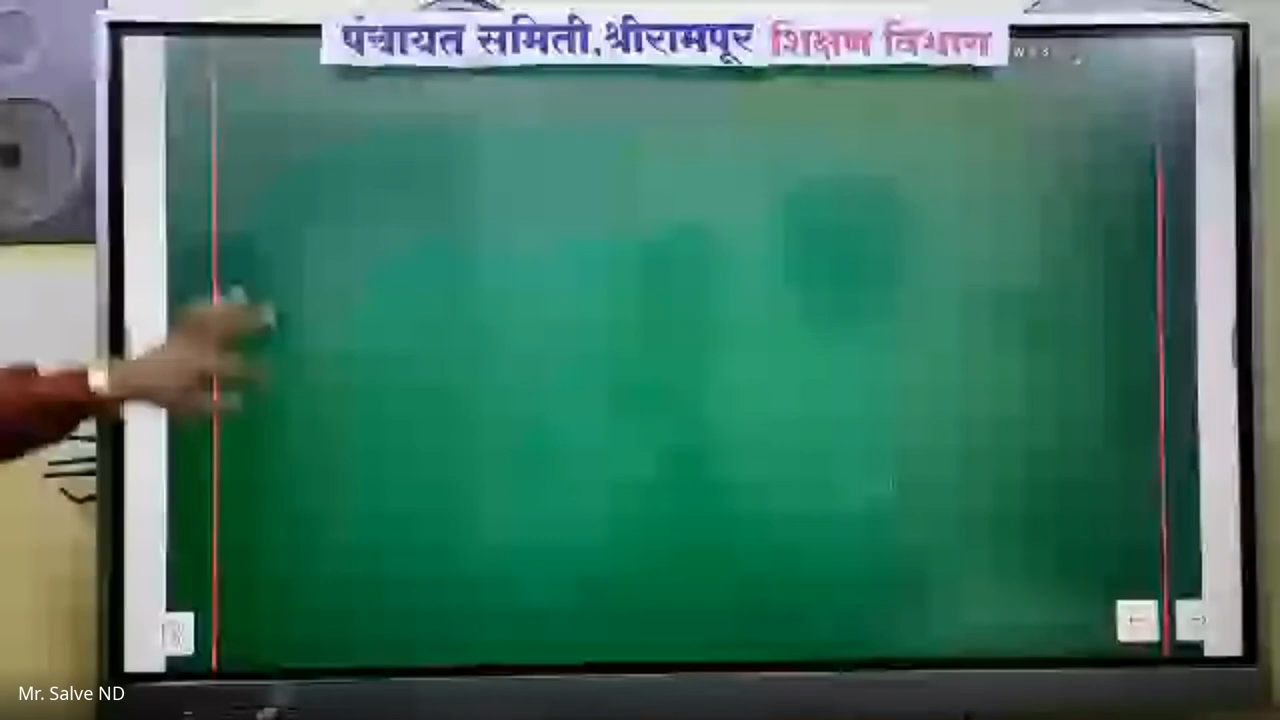 पंचायत समिती,श्रीरामपूर शिक्षण विभाग
Mr. Salve ND